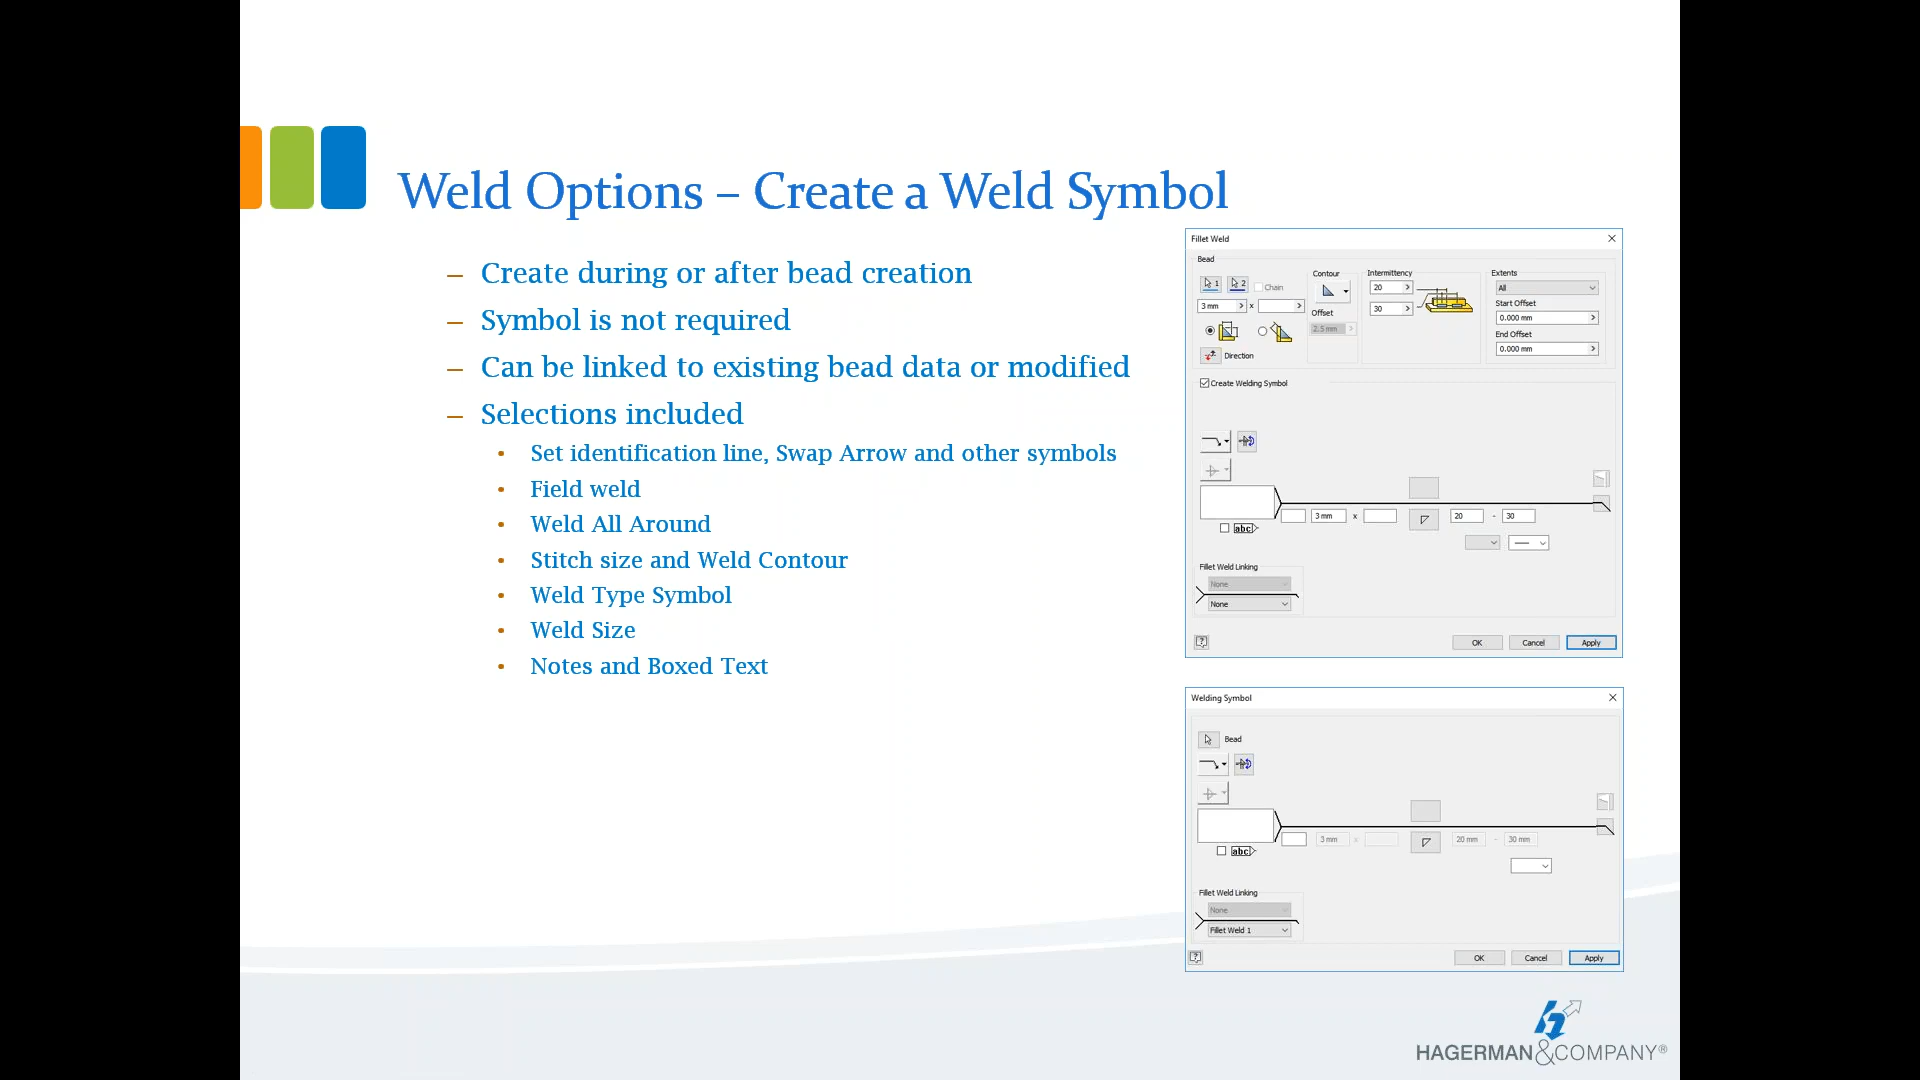 Weld Options – Create a Weld Symbol
– Create during or after bead creation
– Symbol is not required
– Can be linked to existing bead data or modified
– Selections included
• Set identification line, Swap Arrow and other symbols
• Field weld
• Weld All Around
• Stitch size and Weld Contour
• Weld Type Symbol
• Weld Size
• Notes and Boxed Text
Fillet Weld
Bead
1 2 Chain
3 mm x
Direction
Contour
Offset
2.5 mm
Intermittency
20
30
Extents
All
Start Offset
0.000 mm
End Offset
0.000 mm
Create Welding Symbol
3 mm x 20 - 30
abc
Fillet Weld Linking
None
None
? OK Cancel Apply
Welding Symbol
Bead
3 mm x 20 mm - 30 mm
abc
Fillet Weld Linking
None
Fillet Weld 1
? OK Cancel Apply
HAGERMAN&COMPANY®